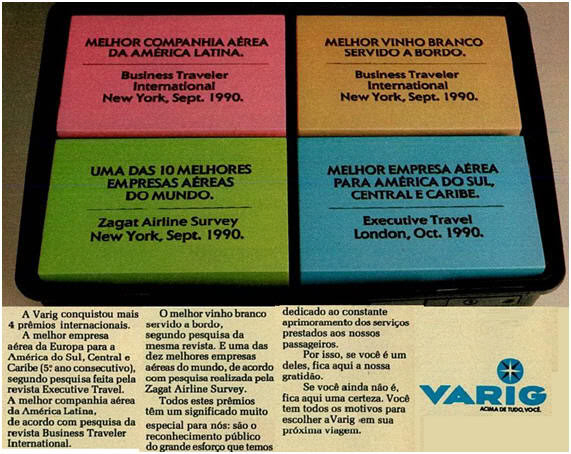 MELHOR COMPANHIA AÉREA
DA AMÉRICA LATINA.
Business Traveler
International
New York, Sept. 1990.
MELHOR VINHO BRANCO
SERVIDO A BORDO.
Business Traveler
International
New York, Sept. 1990.
UMA DAS 10 MELHORES
EMPRESAS AÉREAS
DO MUNDO.
Zagat Airline Survey
New York, Sept. 1990.
MELHOR EMPRESA AÉREA
PARA AMÉRICA DO SUL,
CENTRAL E CARIBE.
Executive Travel
London, Oct. 1990.
A Varig conquistou mais
4 prêmios internacionais.
A melhor empresa
aérea da Europa para a
América do Sul, Central e
Caribe (5º ano consecutivo),
segundo pesquisa feita pela
revista Executive Travel.
A melhor companhia aérea
da América Latina,
de acordo com pesquisa da
revista Business Traveler
International.
O melhor vinho branco
servido a bordo,
segundo pesquisa da
mesma revista. E uma das
dez melhores empresas
aéreas do mundo, de acordo
com pesquisa realizada pela
Zagat Airline Survey.
Todos estes prêmios
têm um significado muito
especial para nós: são o
reconhecimento público
do grande esforço que temos
dedicado ao constante
aprimoramento dos serviços
prestados aos nossos
passageiros.
Por isso, se você é um
deles, fica aqui a nossa
gratidão.
Se você ainda não é,
fica aqui uma certeza. Você
tem todos os motivos para
escolher a Varig em sua
próxima viagem.
VARIG
ACIMA DE TUDO, VOCÊ.